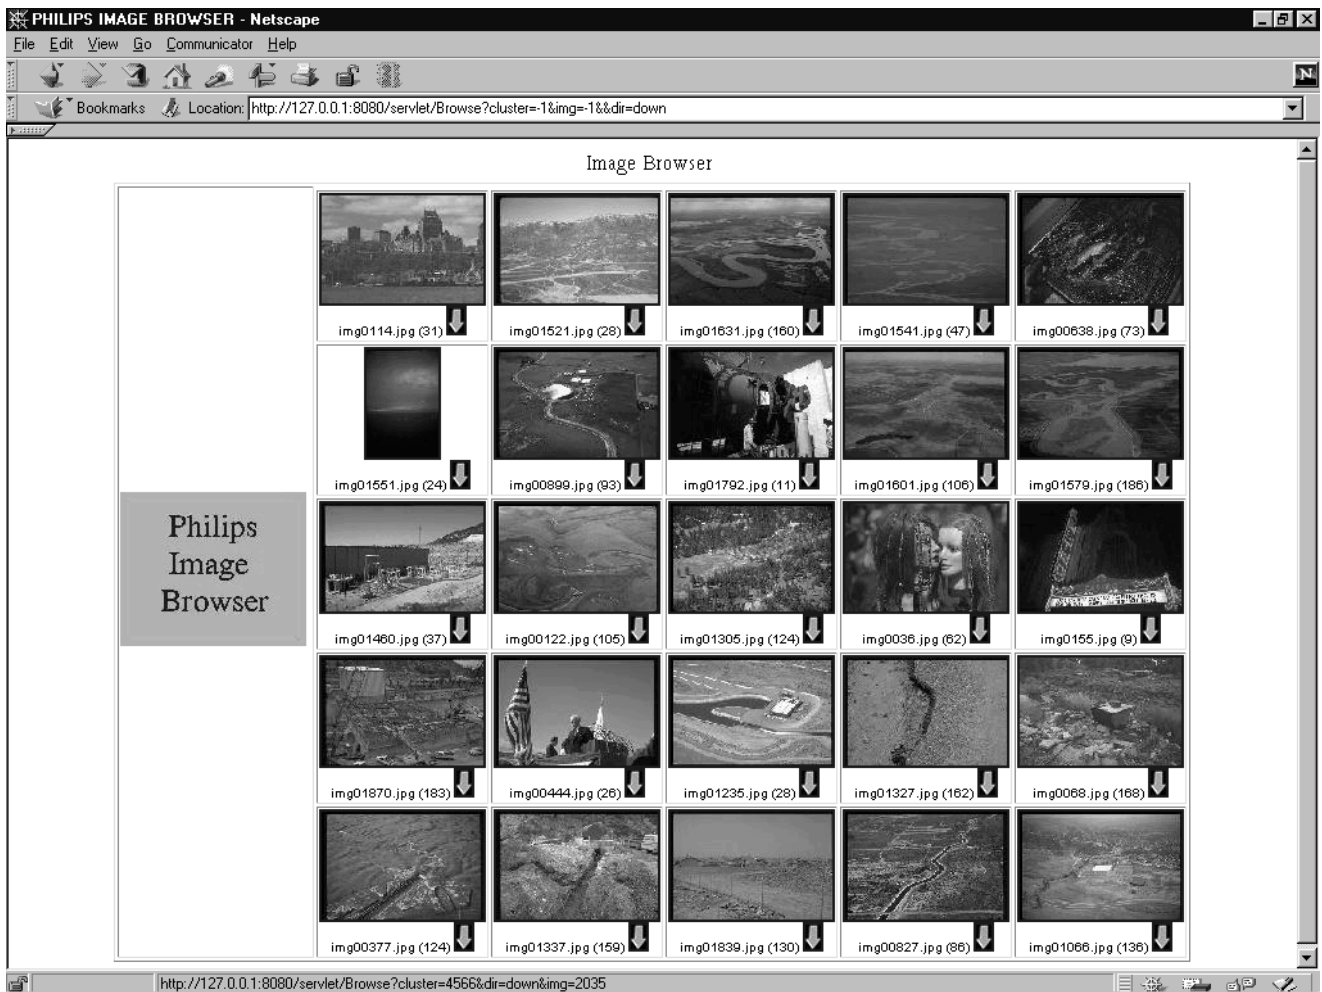 PHILIPS IMAGE BROWSER - Netscape
File Edit View Go Communicator Help
Bookmarks Location: http://127.0.0.1:8080/servlet/Browse?cluster=-1&img=-1&&dir=down
N
Image Browser
img0114.jpg (31) img01521.jpg (28) img01631.jpg (160) img01541.jpg (47) img00638.jpg (73)
img01551.jpg (24) img00899.jpg (93) img01792.jpg (11) img01601.jpg (106) img01579.jpg (186)
Philips
Image
Browser
img01460.jpg (37) img00122.jpg (105) img01305.jpg (124) img0036.jpg (62) img0155.jpg (9)
img01870.jpg (183) img00444.jpg (26) img01235.jpg (28) img01327.jpg (162) img0068.jpg (168)
img00377.jpg (124) img01337.jpg (159) img01839.jpg (130) img00827.jpg (86) img01066.jpg (136)
http://127.0.0.1:8080/servlet/Browse?cluster=4566&dir=down&img=2035